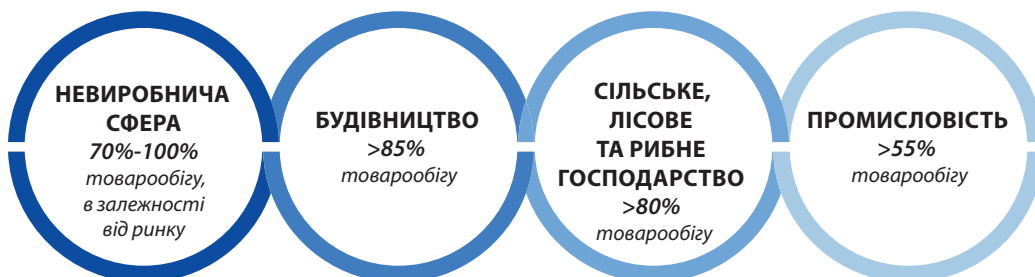 НЕВИРОБНИЧА
СФЕРА
70%-100%
товарообігу,
в залежності
від ринку
БУДІВНИЦТВО
>85%
товарообігу
СІЛЬСЬКЕ,
ЛІСОВЕ
ТА РИБНЕ
ГОСПОДАРСТВО
>80%
товарообігу
ПРОМИСЛОВІСТЬ
>55%
товарообігу